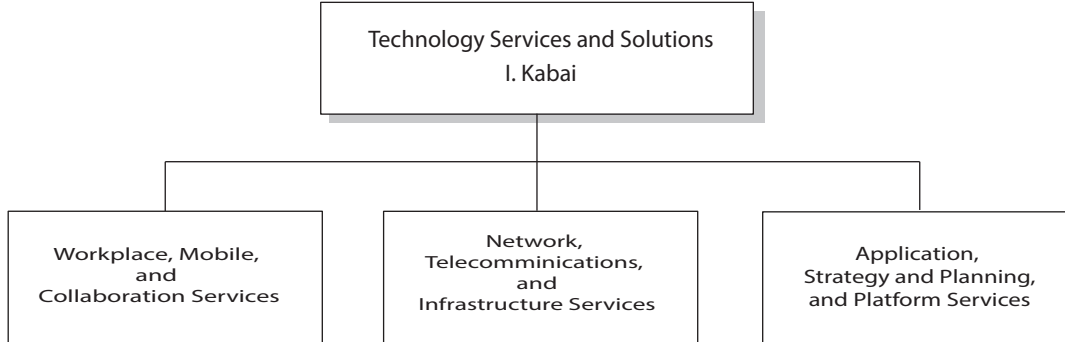 Technology Services and Solutions
I. Kabai
Workplace, Mobile,
and
Collaboration Services
Network,
Telecomminications,
and
Infrastructure Services
Application,
Strategy and Planning,
and Platform Services